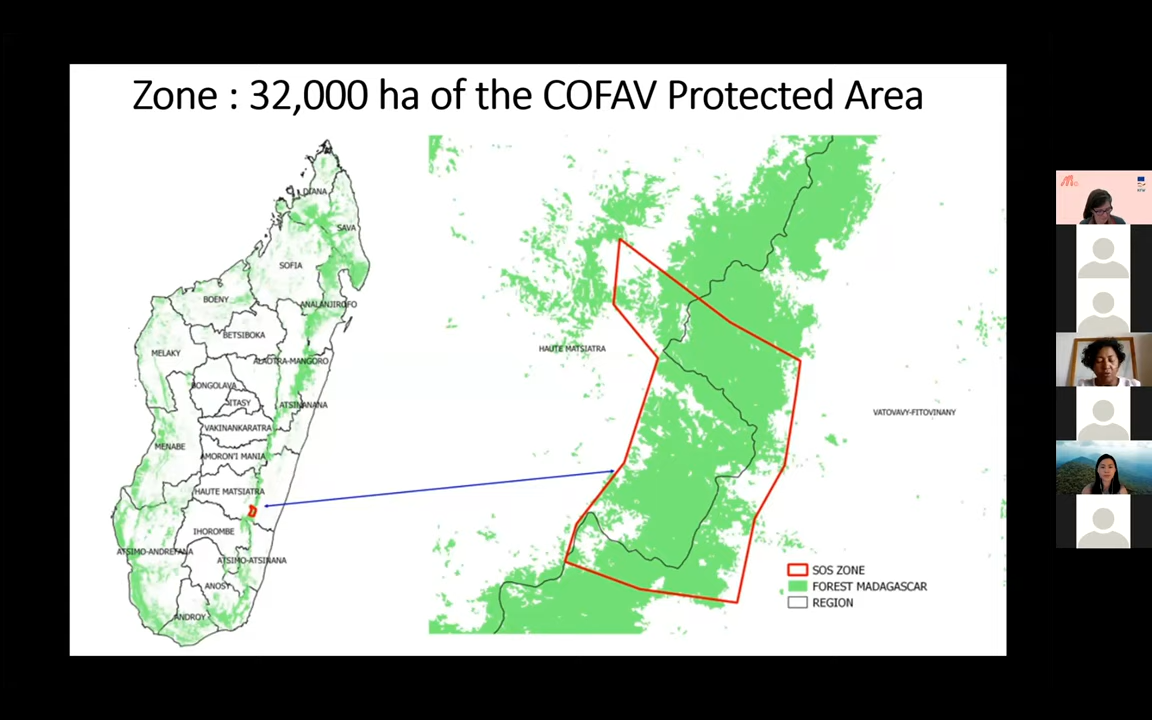 Zone : 32,000 ha of the COFAV Protected Area
DIANA
SAVA
SOFIA
BOENY
ANALANJIROFO
BETSIBOKA
MELAKY
ALAOTRA-MANGORO
BONGOLAVA
ITASY
ATSINANANA
VAKINANKARATRA
MENABE
AMORON'I MANIA
HAUTE MATSIATRA
IHOROMBE
ATSIMO-ANDREFANA
ATSIMO-ATSINANA
ANOSY
ANDROY
HAUTE MATSIATRA
VATOVAVY-FITOVINANY
SOS ZONE
FOREST MADAGASCAR
REGION